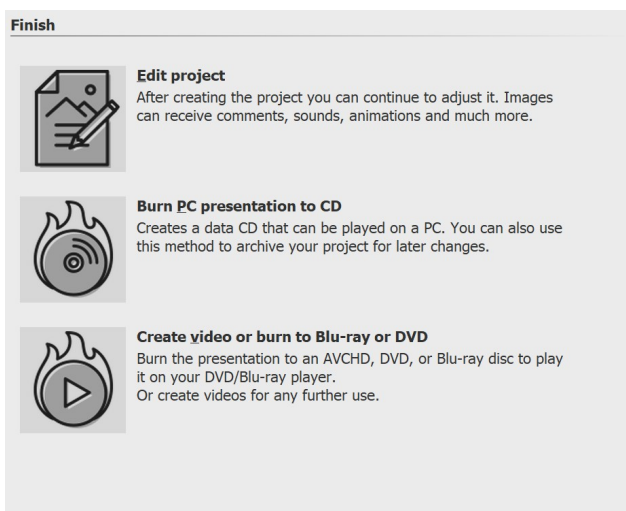 Finish
Edit project
After creating the project you can continue to adjust it. Images
can receive comments, sounds, animations and much more.
Burn PC presentation to CD
Creates a data CD that can be played on a PC. You can also use
this method to archive your project for later changes.
Create video or burn to Blu-ray or DVD
Burn the presentation to an AVCHD, DVD, or Blu-ray disc to play
it on your DVD/Blu-ray player.
Or create videos for any further use.